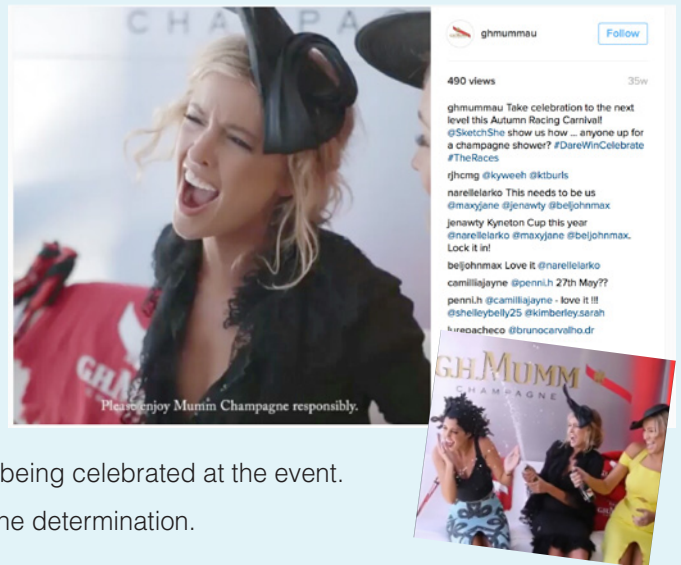 CHAMPAG
ghmummau
Follow
490 views
35w
ghmummau Take celebration to the next
level this Autumn Racing Carnival!
@SketchShe show us how ... anyone up for
a champagne shower? #DareWinCelebrate
#TheRaces
rjhcmg @kyweeh @ktburls
narellelarko This needs to be us
@maxyjane @jenawty @beljohnmax
jenawty Kyneton Cup this year
@narellelarko @maxyjane @beljohnmax.
Lock it in!
beljohnmax Love it @narellelarko
camilliajayne @penni.h 27th May??
penni.h @camilliajayne - love it !!!
@shelleybelly25 @kimberley.sarah
lurepacheco @brunocarvalho.dr
G.H.M
Please enjoy Mumm Champagne responsibly.
G.H.MUMM
CHAMPAGNE
being celebrated at the event.
ne determination.